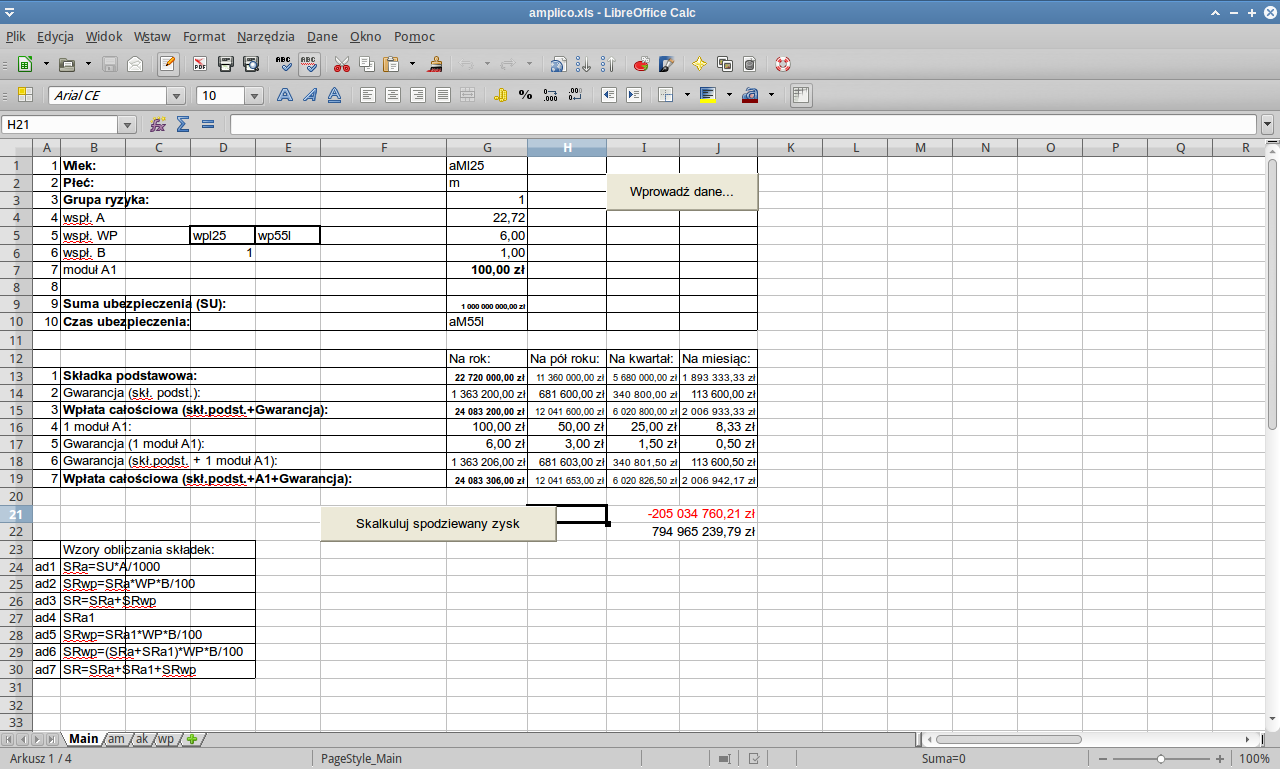 amplico.xls - LibreOffice Calc
Plik Edycja Widok Wstaw Format Narzędzia Dane Okno Pomoc
Arial CE 10
H21
A B C D E F G H I J K L M N O P Q R
1 1 Wiek: aMl25
2 2 Płeć: m
Wprowadź dane...
3 3 Grupa ryzyka: 1
4 4 wspł. A 22,72
5 5 wspł. WP wpl25 wp55l 6,00
6 6 wspł. B 1 1,00
7 7 moduł A1 100,00 zł
8 8
9 9 Suma ubezpieczenia (SU): 1 000 000 000,00 zł
10 10 Czas ubezpieczenia: aM55l
11
12 Na rok: Na pół roku: Na kwartał: Na miesiąc:
13 1 Składka podstawowa: 22 720 000,00 zł 11 360 000,00 zł 5 680 000,00 zł 1 893 333,33 zł
14 2 Gwarancja (skł. podst.): 1 363 200,00 zł 681 600,00 zł 340 800,00 zł 113 600,00 zł
15 3 Wpłata całościowa (skł.podst.+Gwarancja): 24 083 200,00 zł 12 041 600,00 zł 6 020 800,00 zł 2 006 933,33 zł
16 4 1 moduł A1: 100,00 zł 50,00 zł 25,00 zł 8,33 zł
17 5 Gwarancja (1 moduł A1): 6,00 zł 3,00 zł 1,50 zł 0,50 zł
18 6 Gwarancja (skł.podst. + 1 moduł A1): 1 363 206,00 zł 681 603,00 zł 340 801,50 zł 113 600,50 zł
19 7 Wpłata całościowa (skł.podst.+A1+Gwarancja): 24 083 306,00 zł 12 041 653,00 zł 6 020 826,50 zł 2 006 942,17 zł
20
21 -205 034 760,21 zł
Skalkuluj spodziewany zysk
22 794 965 239,79 zł
23 Wzory obliczania składek:
24 ad1 SRa=SU*A/1000
25 ad2 SRwp=SRa*WP*B/100
26 ad3 SR=SRa+SRwp
27 ad4 SRa1
28 ad5 SRwp=SRa1*WP*B/100
29 ad6 SRwp=(SRa+SRa1)*WP*B/100
30 ad7 SR=SRa+SRa1+SRwp
31
32
33
Main am ak wp
Arkusz 1 / 4 PageStyle_Main Suma=0 100%